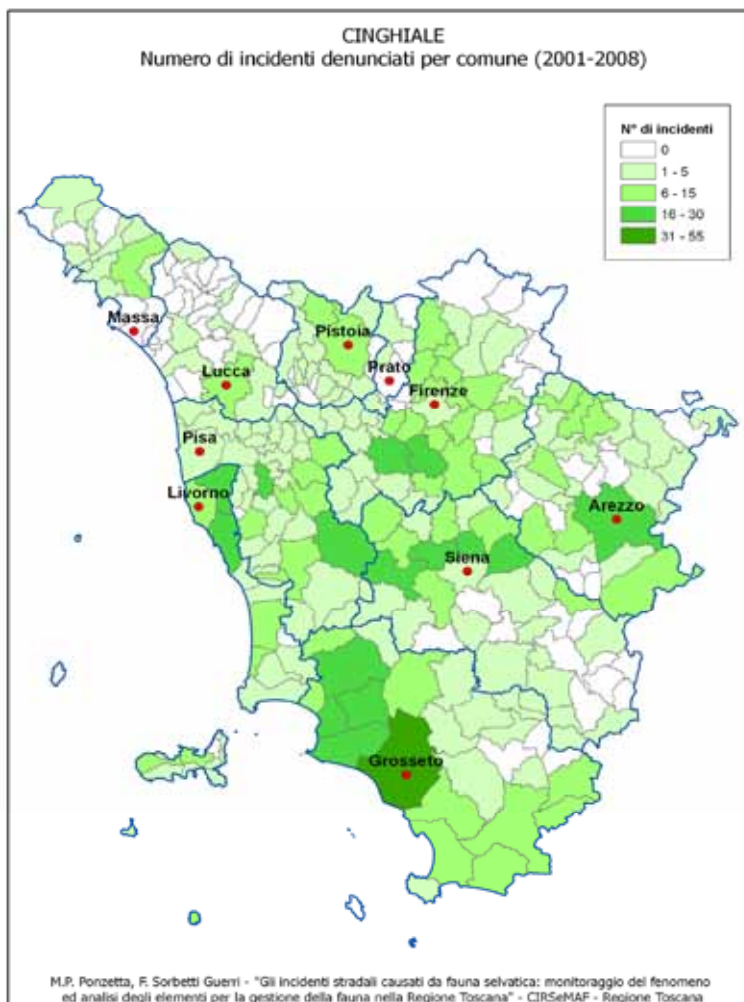 CINGHIALE
Numero di incidenti denunciati per comune (2001-2008)
N° di incidenti
0
1 - 5
6 - 15
16 - 30
31 - 55
Massa
Pistoia
Prato
Lucca
Firenze
Pisa
Livorno
Arezzo
Siena
Grosseto
M.P. Ponzetta, F. Sorbetti Guerri - "Gli incidenti stradali causati da fauna selvatica: monitoraggio del fenomeno
ed analisi degli elementi per la gestione della fauna nella Regione Toscana" - CIRSeMAF - Regione Toscana